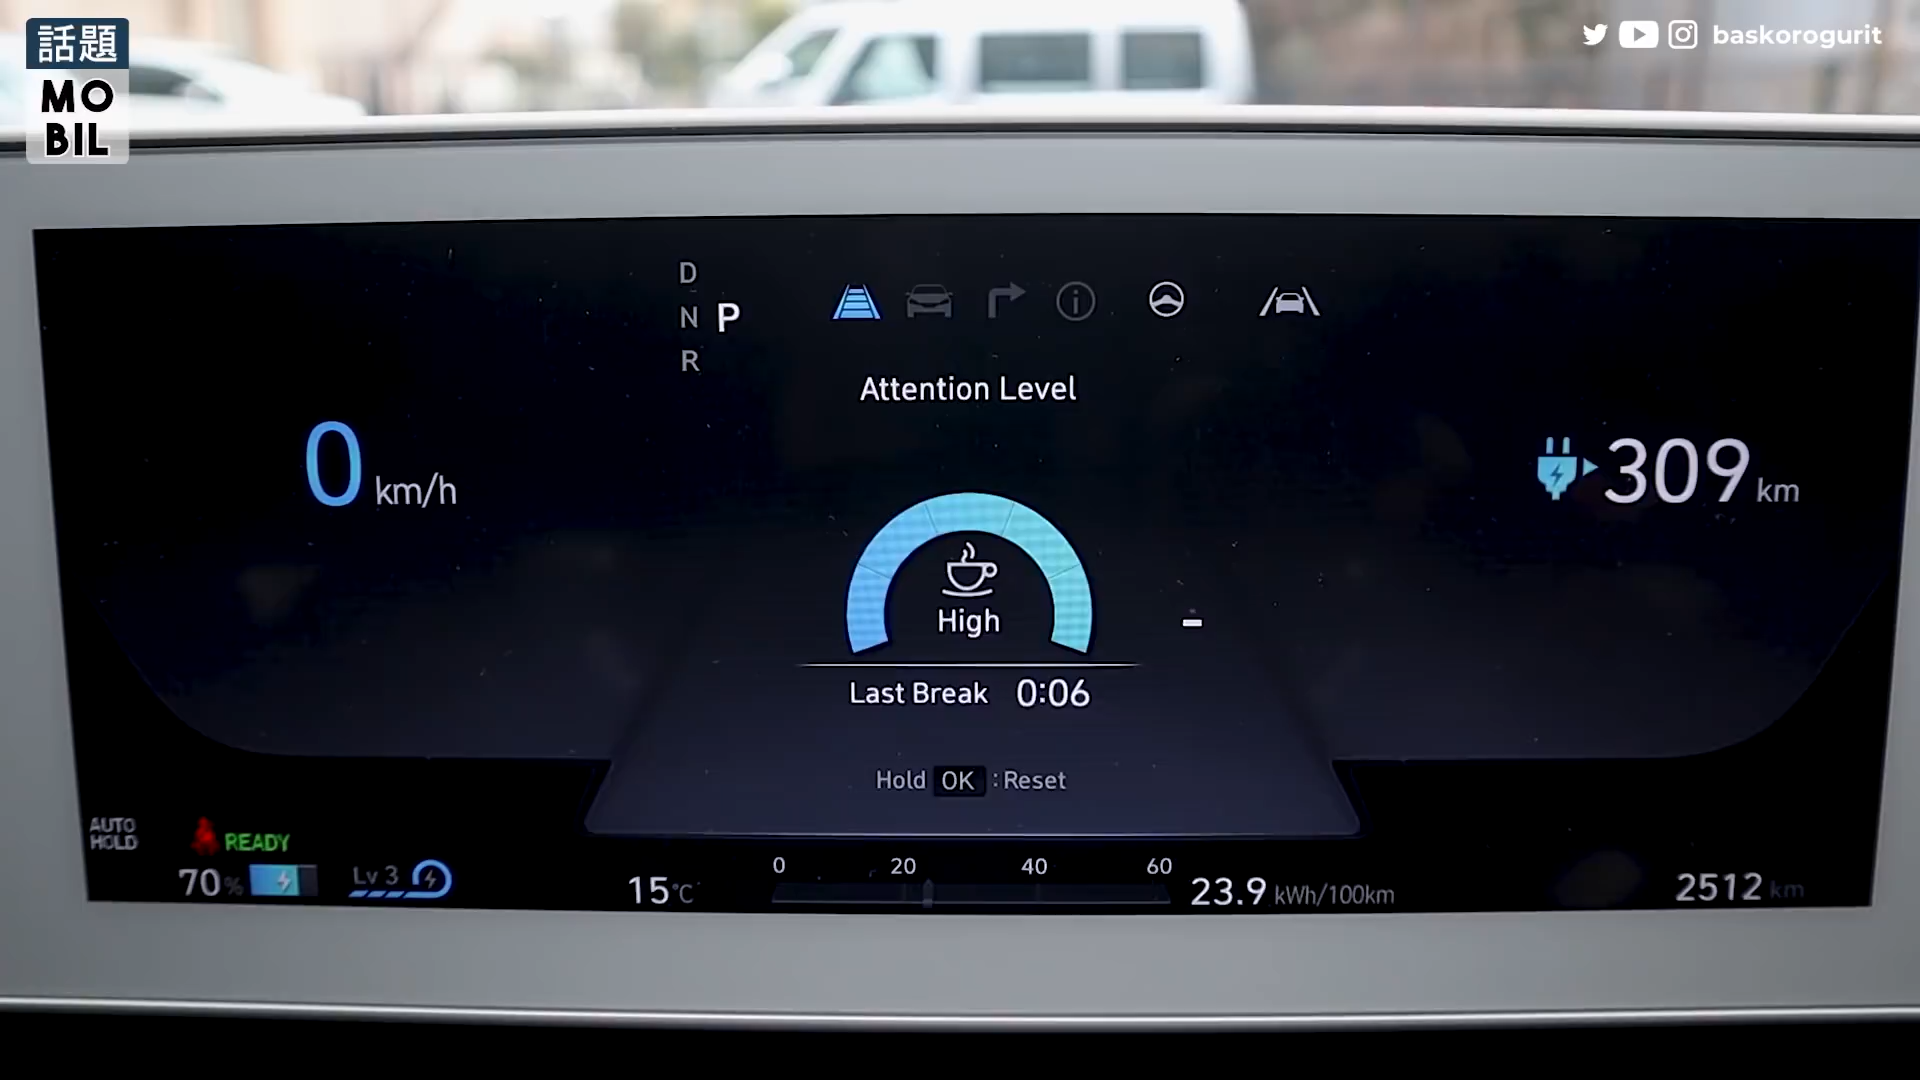 話題
MO
BIL
baskorogurit
D
N P
R
Attention Level
0 km/h
309 km
High
Last Break 0:06
Hold OK : Reset
AUTO
HOLD
READY
70 %
Lv 3
15°C
0 20 40 60
23.9 kWh/100km
2512 km